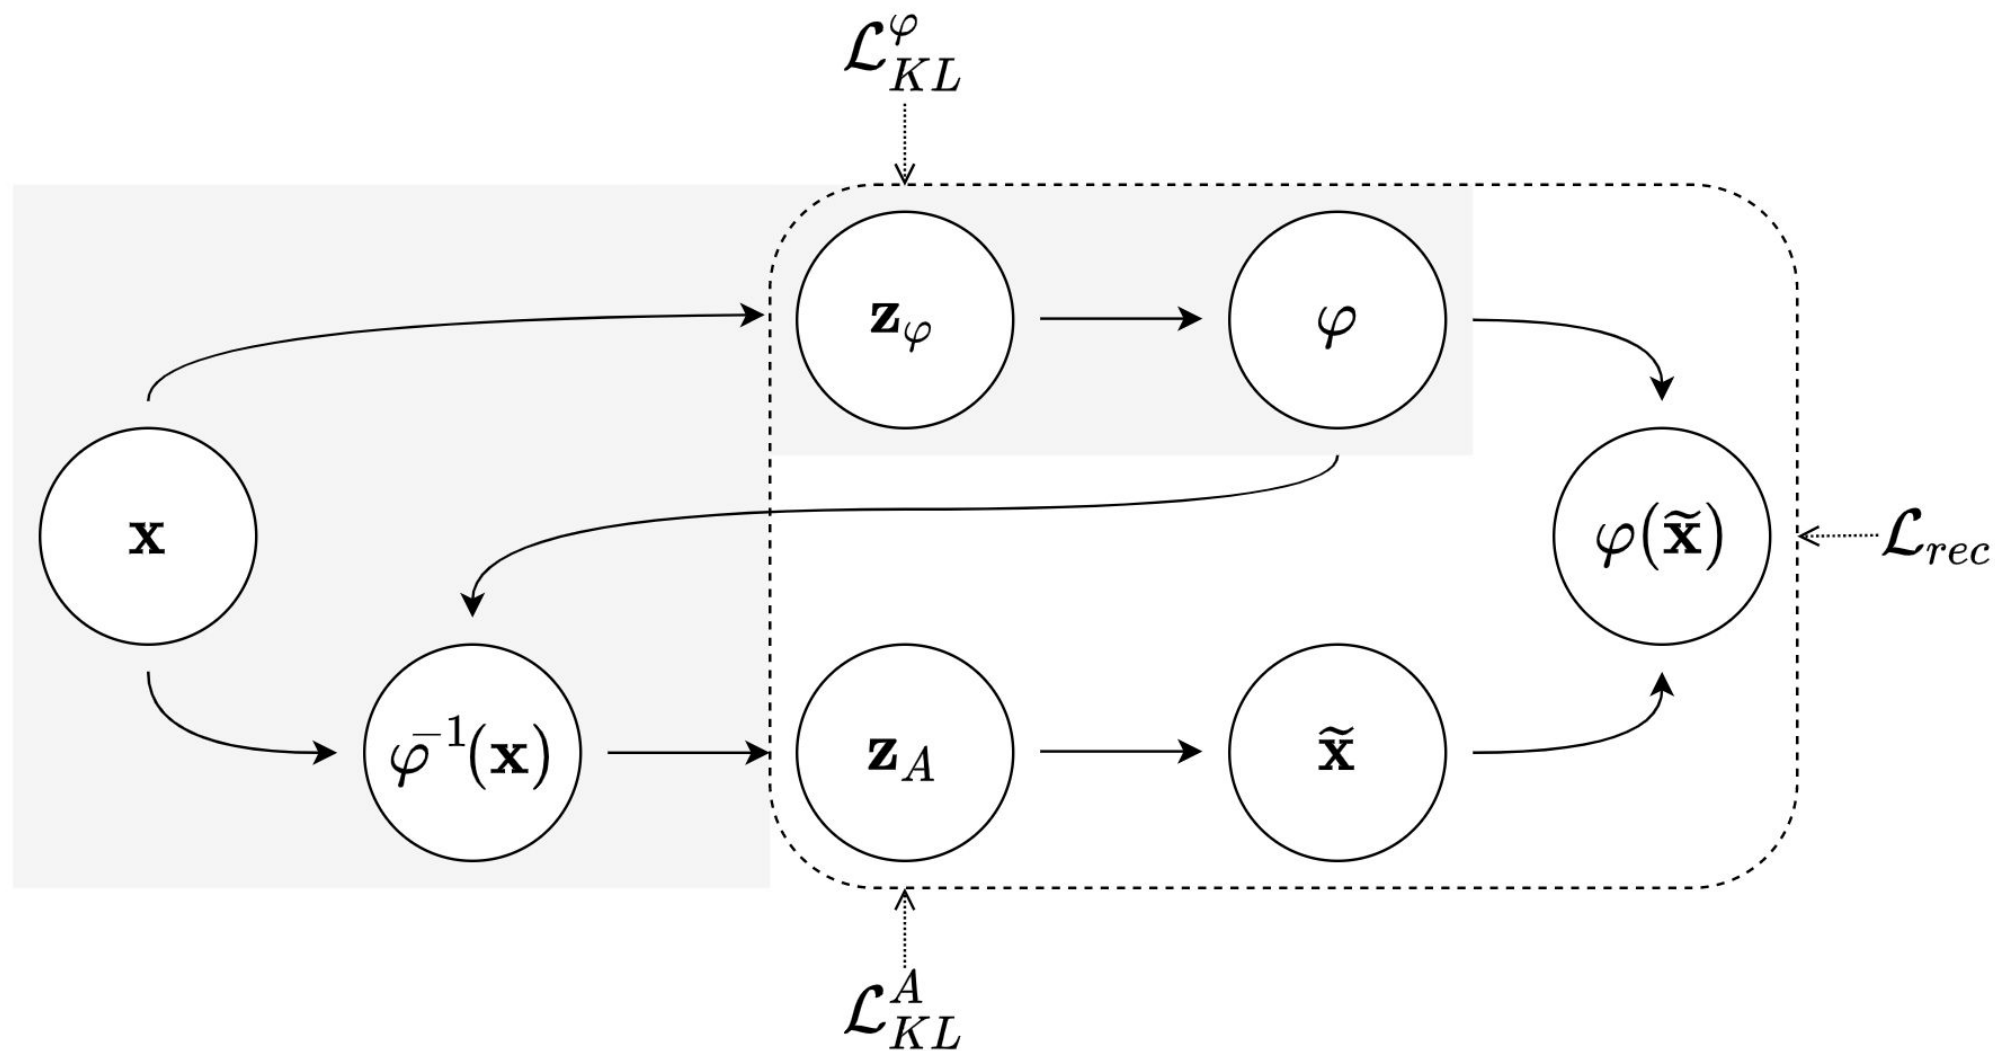 𝓛^φ_KL
z_φ
φ
x
φ(x̃)
𝓛_rec
φ^−1(x)
z_A
x̃
𝓛^A_KL